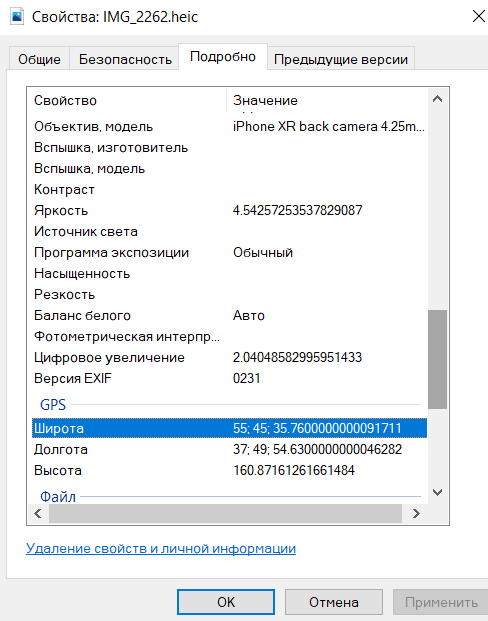 Свойства: IMG_2262.heic
Общие Безопасность Подробно Предыдущие версии
Свойство Значение
Объектив, модель iPhone XR back camera 4.25m...
Вспышка, изготовитель
Вспышка, модель
Контраст
Яркость 4.54257253537829087
Источник света
Программа экспозиции Обычный
Насыщенность
Резкость
Баланс белого Авто
Фотометрическая интерпр...
Цифровое увеличение 2.04048582995951433
Версия EXIF 0231
GPS
Широта 55; 45; 35.7600000000091711
Долгота 37; 49; 54.6300000000046282
Высота 160.87161261661484
Файл
Удаление свойств и личной информации
OK Отмена Применить